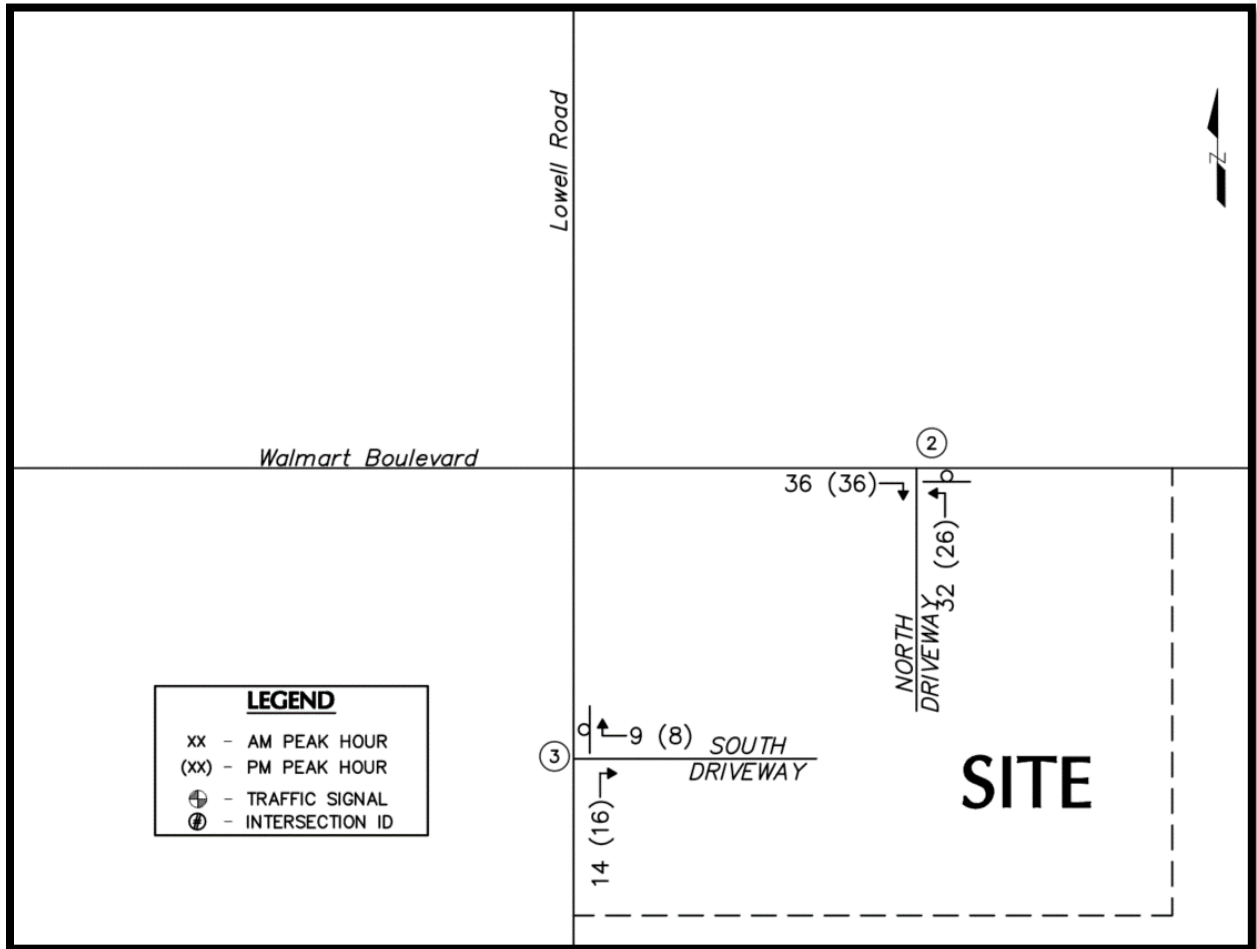 Lowell Road
Z
Walmart Boulevard
2
36 (36)
32 (26)
NORTH
DRIVEWAY
LEGEND
xx - AM PEAK HOUR
(xx) - PM PEAK HOUR
- TRAFFIC SIGNAL
# - INTERSECTION ID
3
9 (8)
SOUTH
DRIVEWAY
14 (16)
SITE